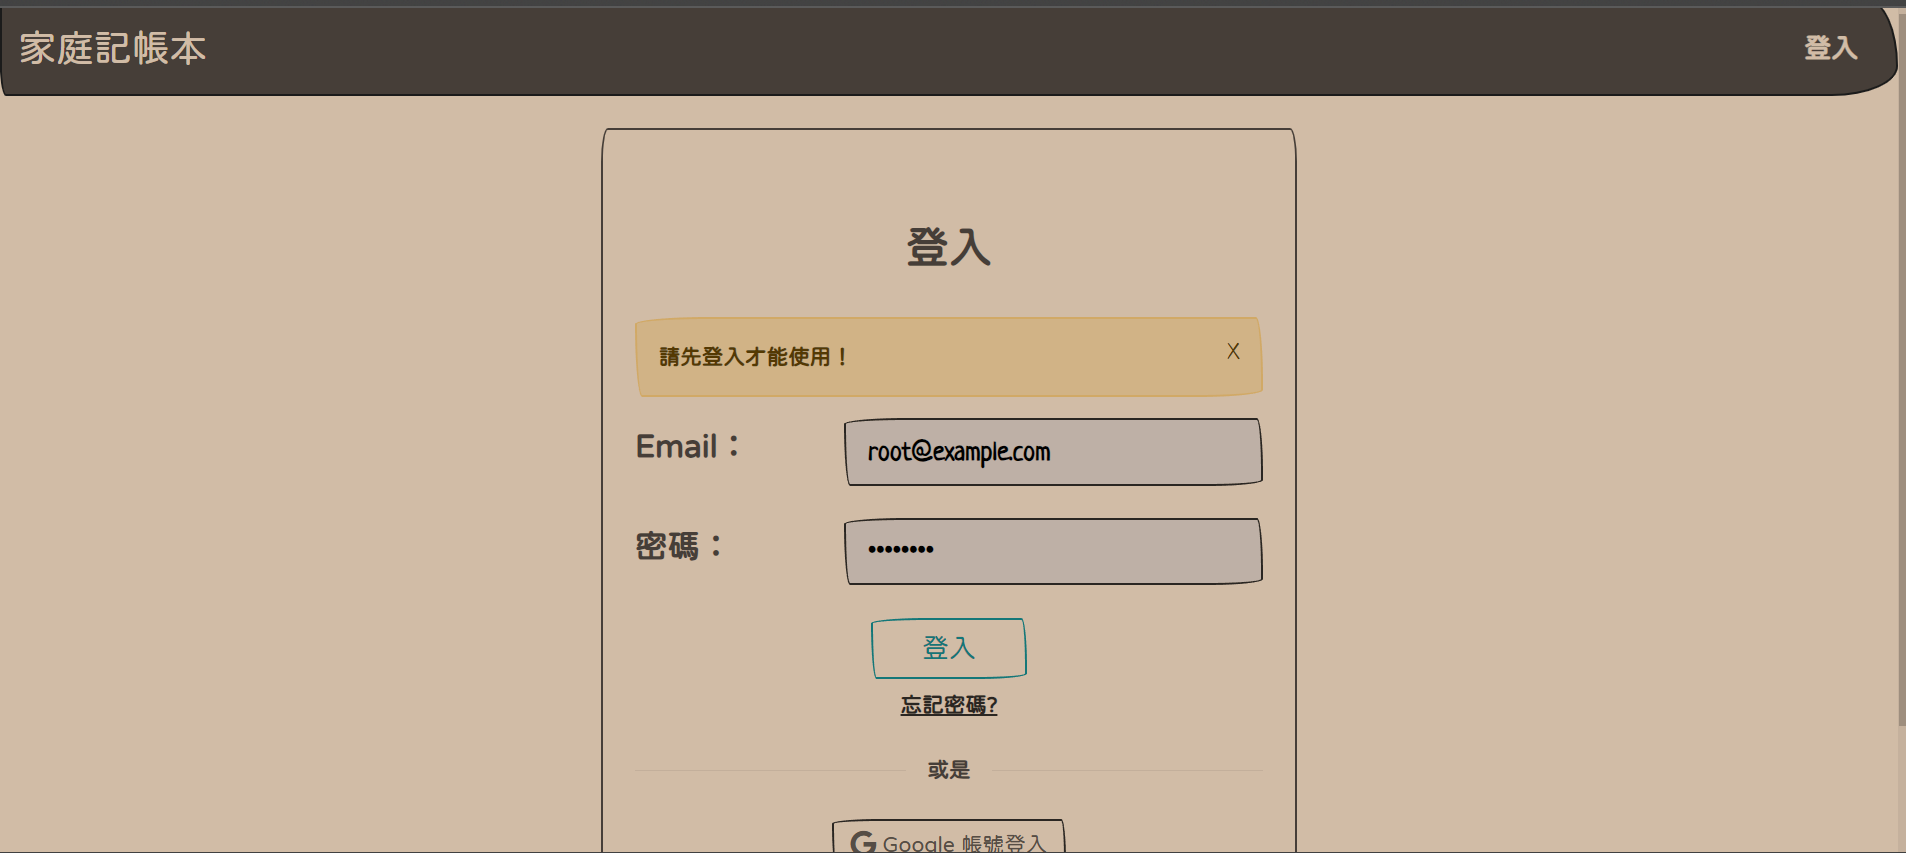 家庭記帳本
登入
登入
請先登入才能使用！
X
Email：
root@example.com
密碼：
••••••••
登入
忘記密碼?
或是
Google 帳號登入